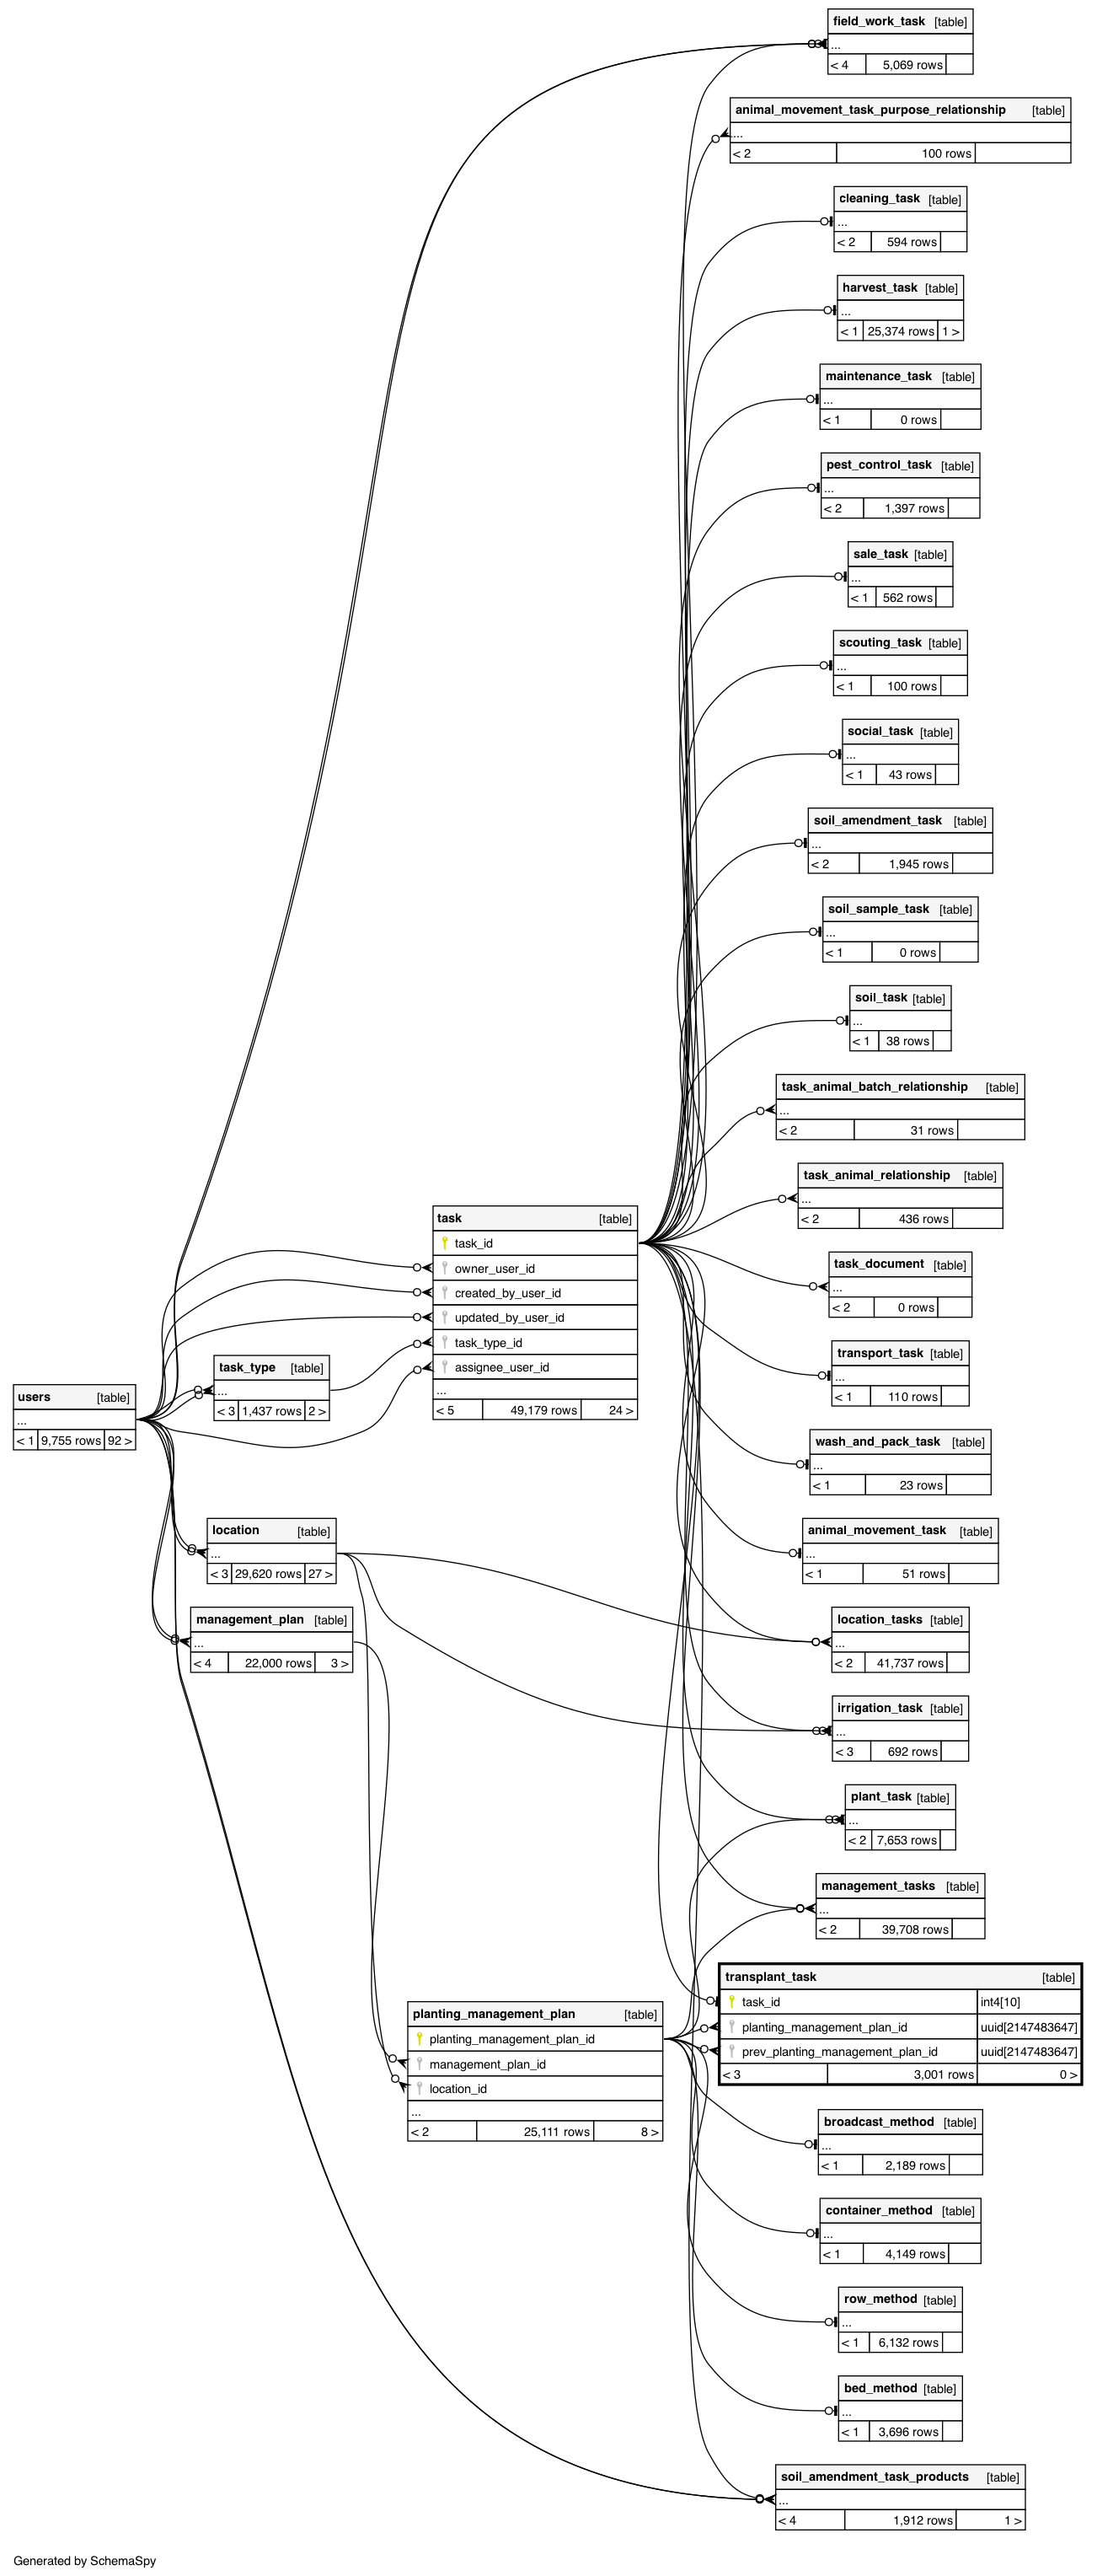 field_work_task [table]
...
< 4 5,069 rows
animal_movement_task_purpose_relationship [table]
...
< 2 100 rows
cleaning_task [table]
...
< 2 594 rows
harvest_task [table]
...
< 1 25,374 rows 1 >
maintenance_task [table]
...
< 1 0 rows
pest_control_task [table]
...
< 2 1,397 rows
sale_task [table]
...
< 1 562 rows
scouting_task [table]
...
< 1 100 rows
social_task [table]
...
< 1 43 rows
soil_amendment_task [table]
...
< 2 1,945 rows
soil_sample_task [table]
...
< 1 0 rows
soil_task [table]
...
< 1 38 rows
task_animal_batch_relationship [table]
...
< 2 31 rows
task_animal_relationship [table]
...
< 2 436 rows
task [table]
task_id
owner_user_id
created_by_user_id
updated_by_user_id
task_type_id
assignee_user_id
...
< 5 49,179 rows 24 >
task_document [table]
...
< 2 0 rows
transport_task [table]
...
< 1 110 rows
task_type [table]
...
< 3 1,437 rows 2 >
users [table]
...
< 1 9,755 rows 92 >
wash_and_pack_task [table]
...
< 1 23 rows
location [table]
...
< 3 29,620 rows 27 >
animal_movement_task [table]
...
< 1 51 rows
management_plan [table]
...
< 4 22,000 rows 3 >
location_tasks [table]
...
< 2 41,737 rows
irrigation_task [table]
...
< 3 692 rows
plant_task [table]
...
< 2 7,653 rows
management_tasks [table]
...
< 2 39,708 rows
transplant_task [table]
task_id int4[10]
planting_management_plan_id uuid[2147483647]
prev_planting_management_plan_id uuid[2147483647]
< 3 3,001 rows 0 >
planting_management_plan [table]
planting_management_plan_id
management_plan_id
location_id
...
< 2 25,111 rows 8 >
broadcast_method [table]
...
< 1 2,189 rows
container_method [table]
...
< 1 4,149 rows
row_method [table]
...
< 1 6,132 rows
bed_method [table]
...
< 1 3,696 rows
soil_amendment_task_products [table]
...
< 4 1,912 rows 1 >
Generated by SchemaSpy